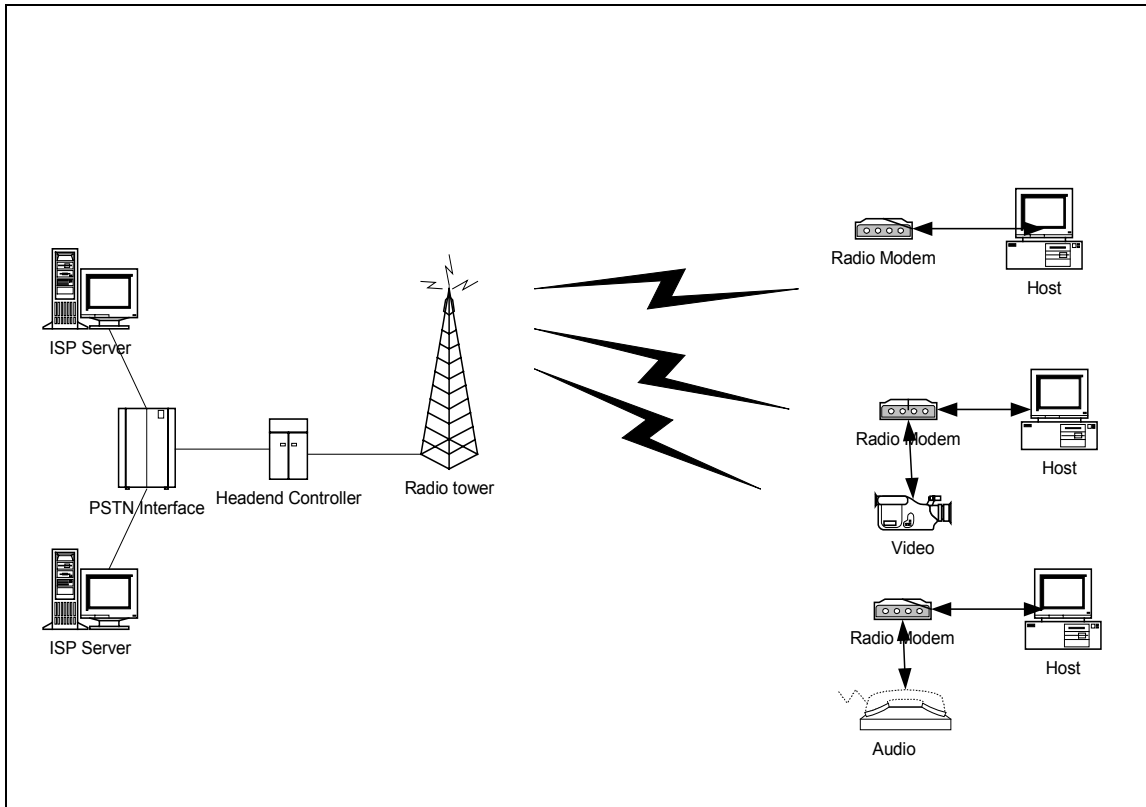 Radio Modem
Host
ISP Server
Radio Modem
Host
PSTN Interface
Headend Controller
Radio tower
Video
Radio Modem
Host
ISP Server
Audio